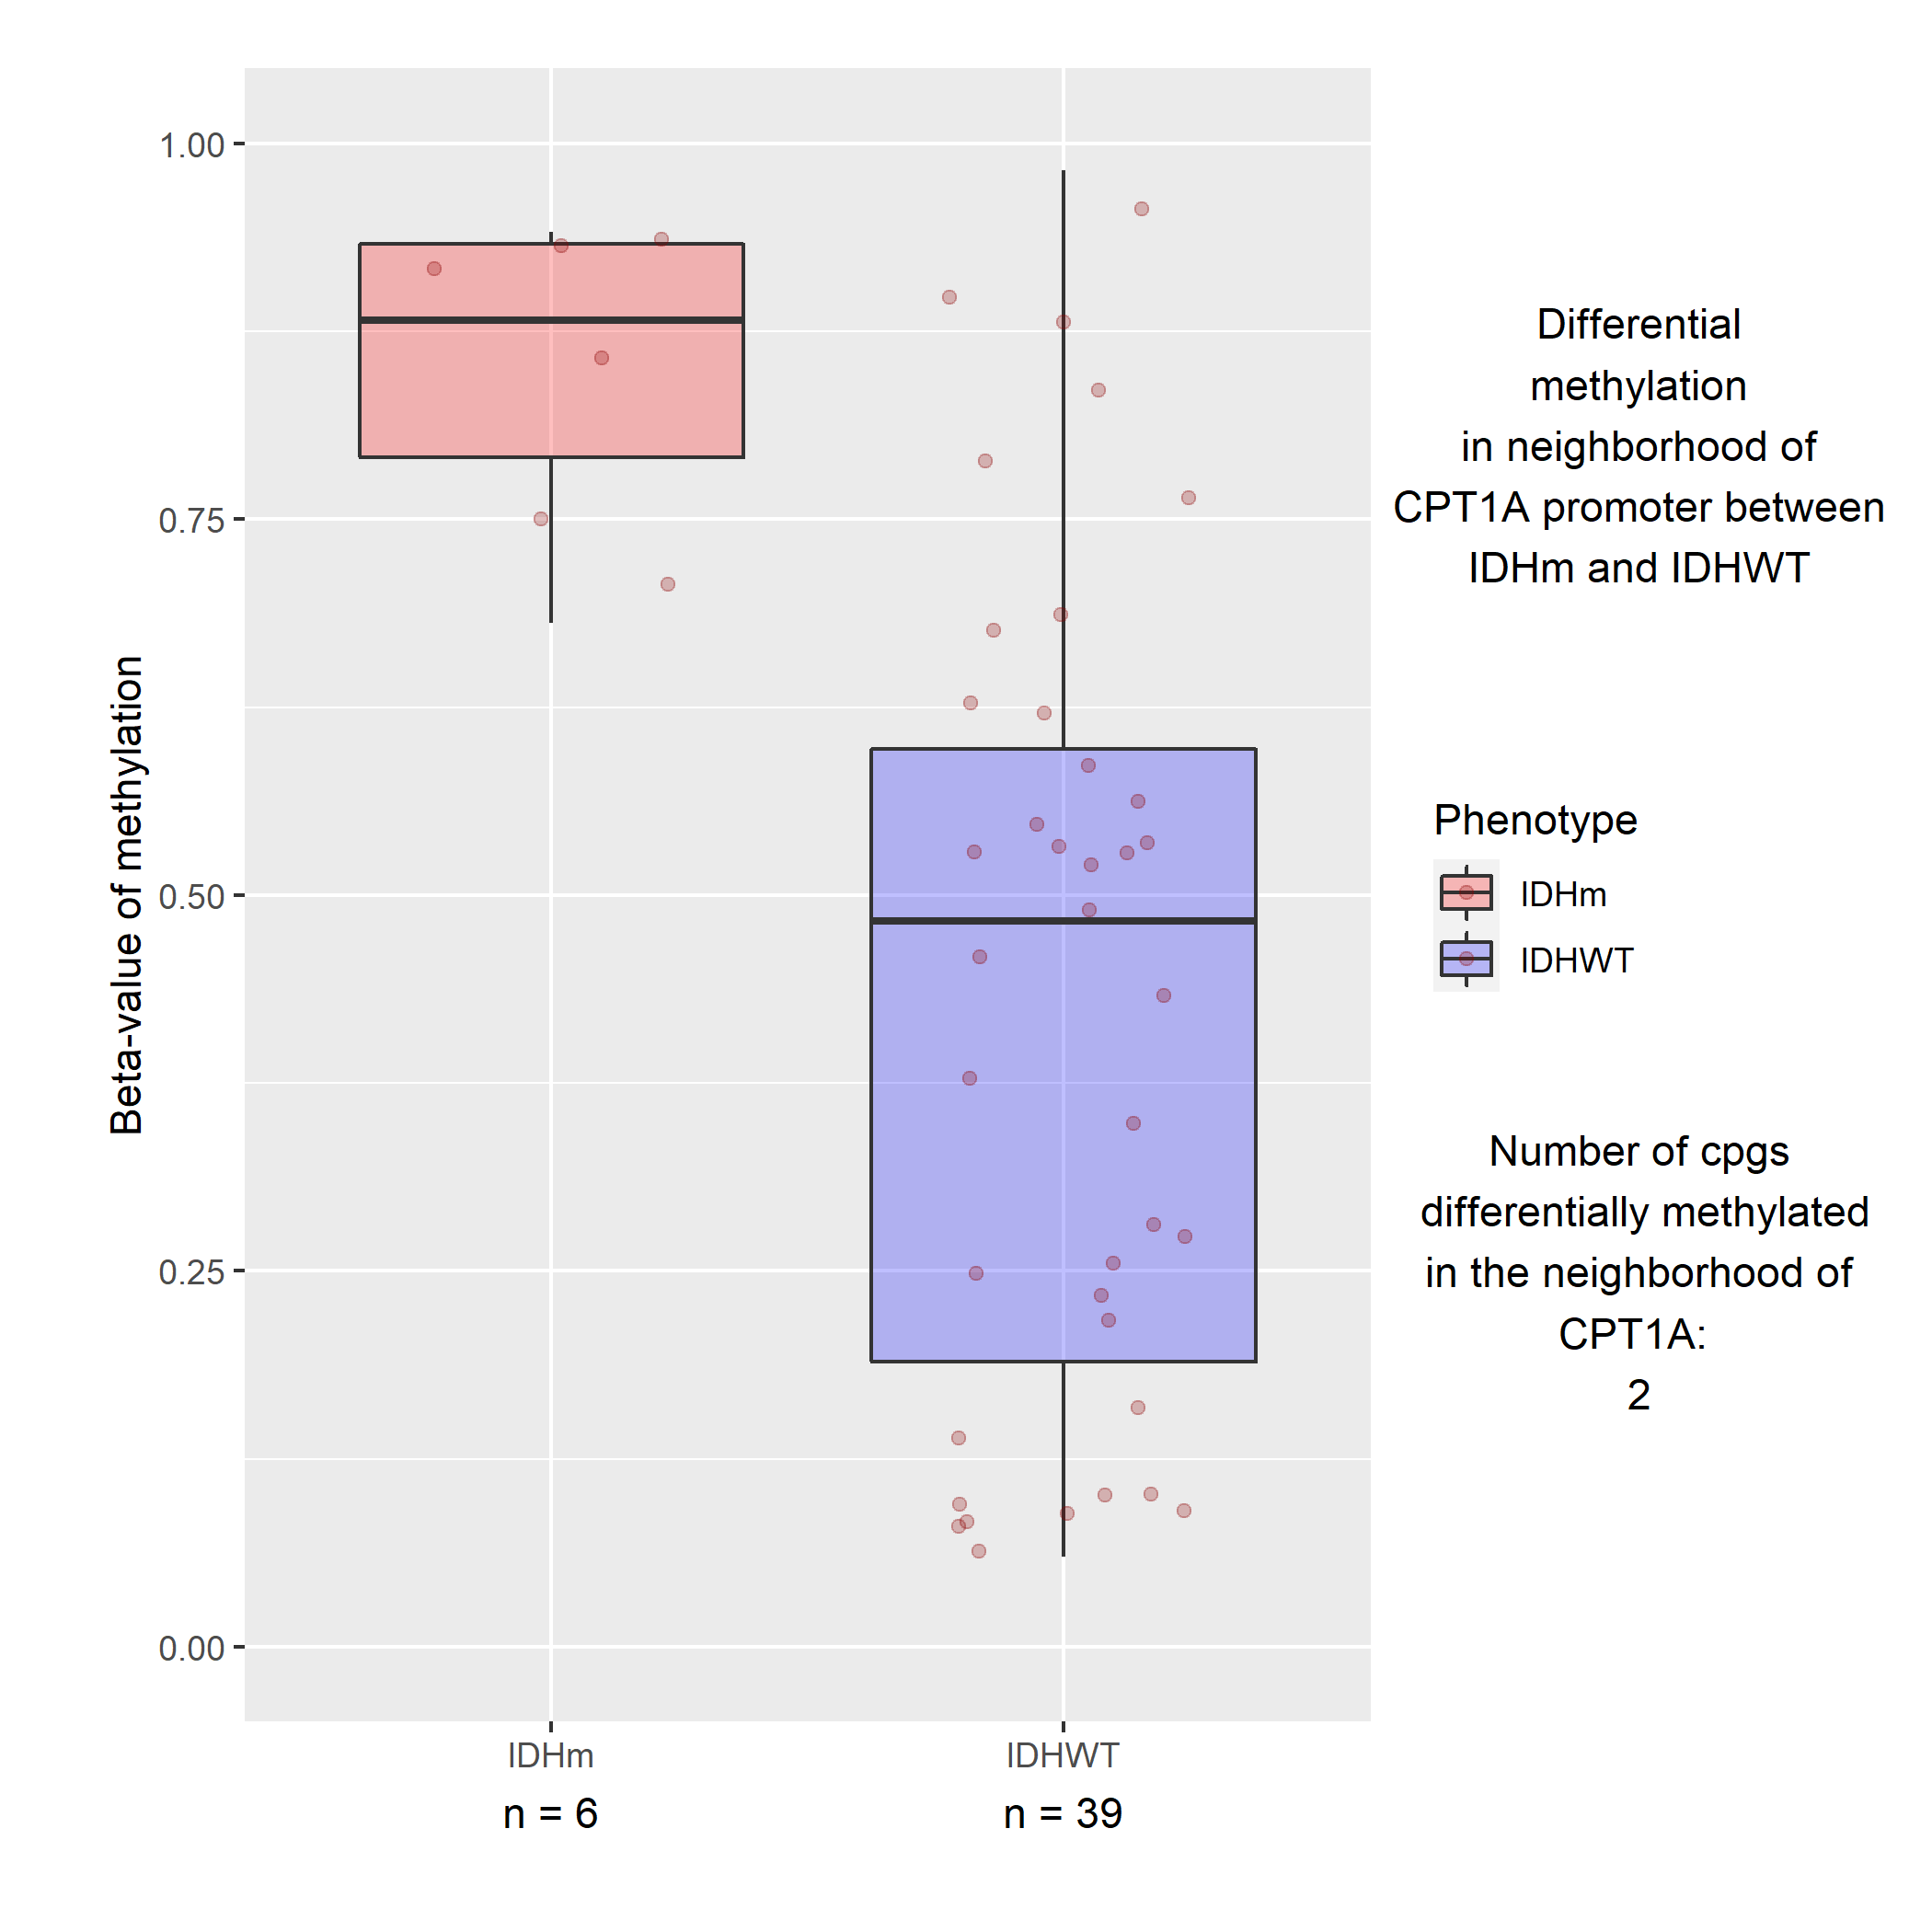 1.00
0.75
0.50
0.25
0.00
Beta-value of methylation
IDHm
IDHWT
n = 6
n = 39
Differential
methylation
in neighborhood of
CPT1A promoter between
IDHm and IDHWT
Phenotype
IDHm
IDHWT
Number of cpgs
differentially methylated
in the neighborhood of
CPT1A:
2